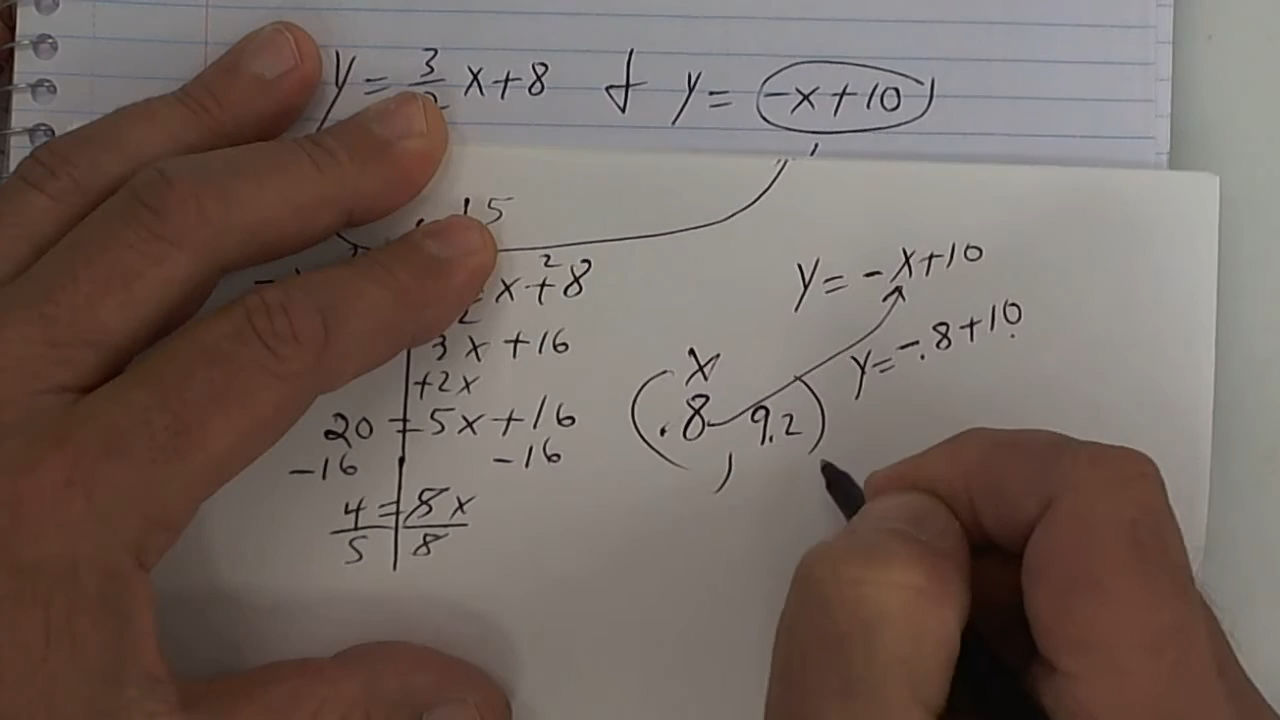 y = 3/2 x + 8 & y = -x + 10
15
x + 8 2
3x + 16
+2x
20 = 5x + 16
-16 -16
4 = 8x
5 8
y = -x + 10
y = -.8 + 10.
x
(.8 , 9.2)